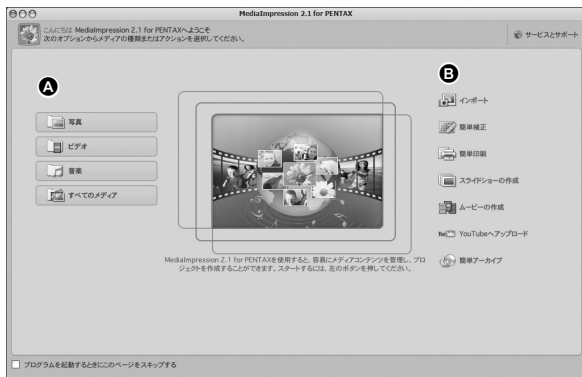 MediaImpression 2.1 for PENTAX
こんにちは MediaImpression 2.1 for PENTAXへようこそ
次のオプションからメディアの種類またはアクションを選択してください。
サービスとサポート
A
写真
ビデオ
音楽
すべてのメディア
B
インポート
簡単補正
簡単印刷
スライドショーの作成
ムービーの作成
You YouTubeへアップロード
簡単アーカイブ
MediaImpression 2.1 for PENTAXを使用すると、容易にメディアコンテンツを管理し、プロ
ジェクトを作成することができます。スタートするには、左のボタンを押してください。
プログラムを起動するときにこのページをスキップする